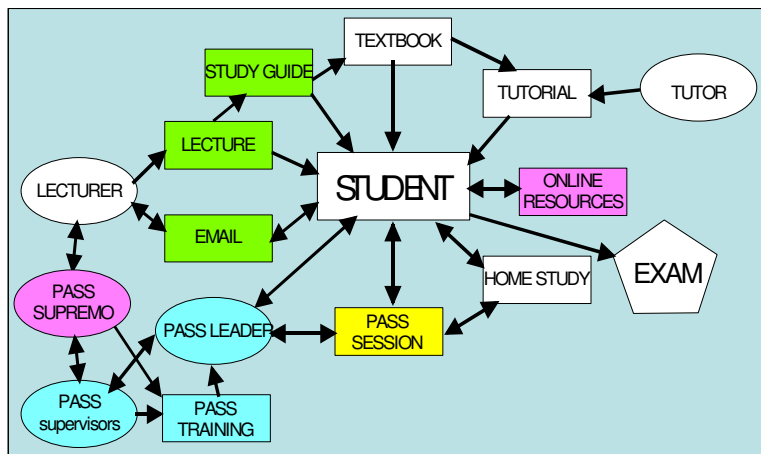 TEXTBOOK
STUDY GUIDE
TUTORIAL
TUTOR
LECTURE
LECTURER
STUDENT
ONLINE
RESOURCES
EMAIL
EXAM
HOME STUDY
PASS
SUPREMO
PASS LEADER
PASS
SESSION
PASS
supervisors
PASS
TRAINING